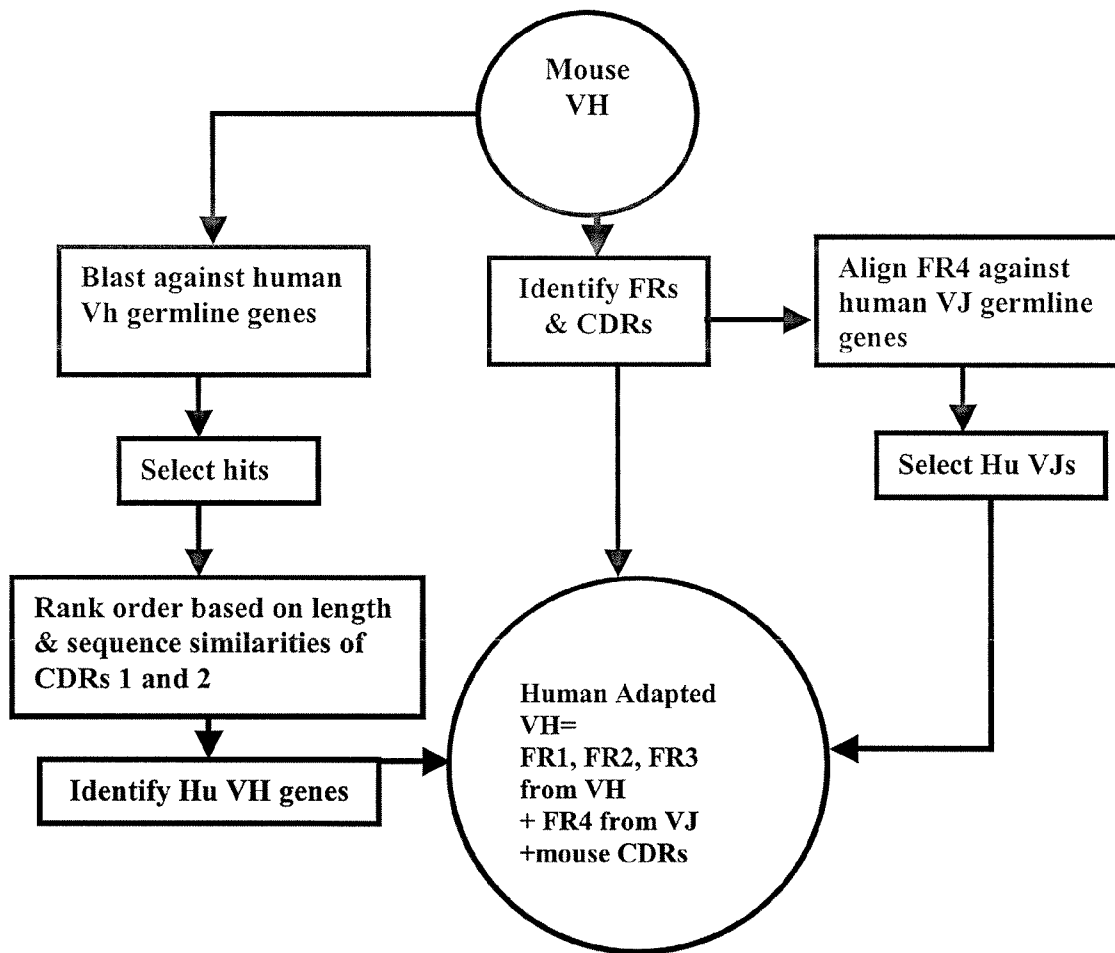 Mouse
VH
Blast against human
Vh germline genes
Identify FRs
& CDRs
Align FR4 against
human VJ germline
genes
Select hits
Select Hu VJs
Rank order based on length
& sequence similarities of
CDRs 1 and 2
Identify Hu VH genes
Human Adapted
VH=
FR1, FR2, FR3
from VH
+ FR4 from VJ
+mouse CDRs